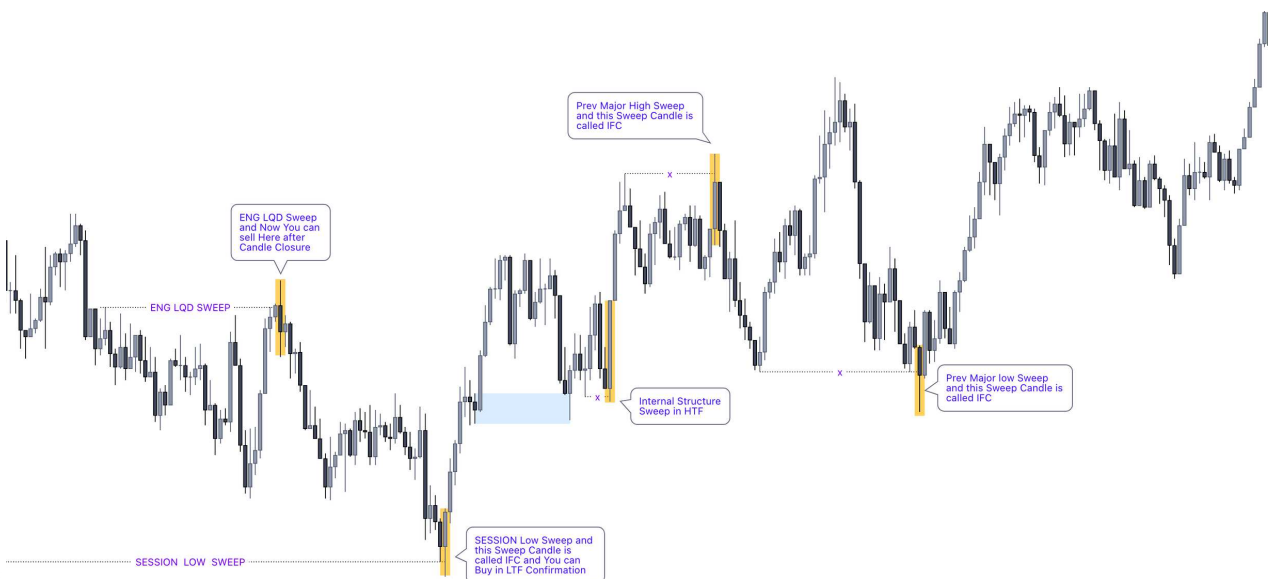 Prev Major High Sweep
and this Sweep Candle is
called IFC
x
ENG LQD Sweep
and Now You can
sell Here after
Candle Closure
ENG LQD SWEEP
x
Prev Major low Sweep
and this Sweep Candle is
called IFC
x
Internal Structure
Sweep in HTF
SESSION LOW SWEEP
SESSION Low Sweep and
this Sweep Candle is
called IFC and You can
Buy in LTF Confirmation